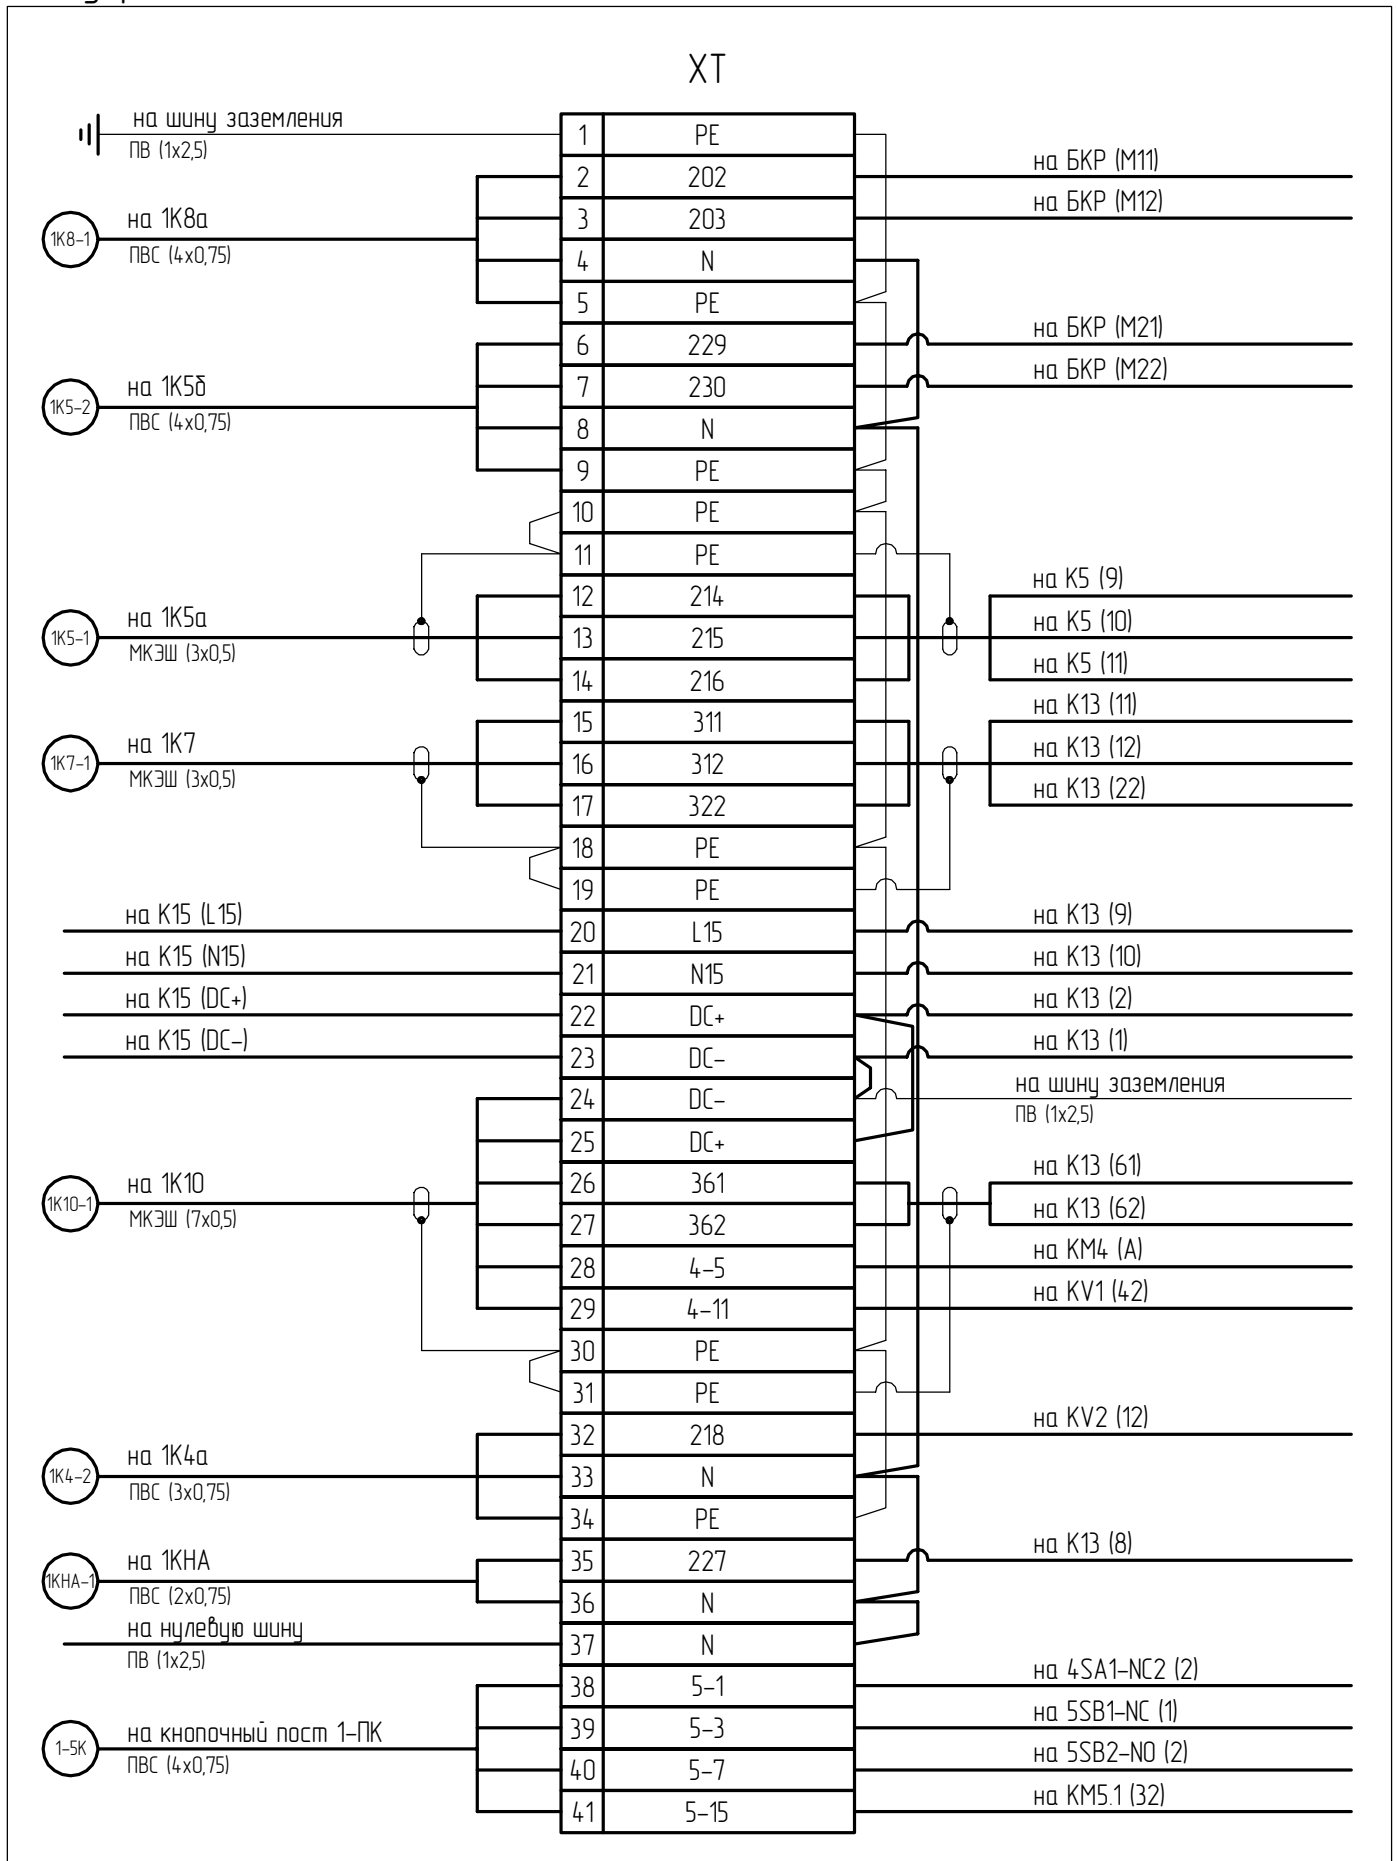 XT
на шину заземления
ПВ (1x2,5)
1 PE
2 202 на БКР (М11)
3 203 на БКР (М12)
1К8-1 на 1К8а
ПВС (4x0,75)
4 N
5 PE
6 229 на БКР (М21)
7 230 на БКР (М22)
1К5-2 на 1К5б
ПВС (4x0,75)
8 N
9 PE
10 PE
11 PE
12 214 на К5 (9)
1К5-1 на 1К5а 13 215 на К5 (10)
МКЭШ (3x0,5)
14 216 на К5 (11)
15 311 на К13 (11)
1К7-1 на 1К7 16 312 на К13 (12)
МКЭШ (3x0,5)
17 322 на К13 (22)
18 PE
19 PE
на К15 (L15) 20 L15 на К13 (9)
на К15 (N15) 21 N15 на К13 (10)
на К15 (DC+) 22 DC+ на К13 (2)
на К15 (DC-) 23 DC- на К13 (1)
24 DC- на шину заземления
ПВ (1x2,5)
25 DC+
26 361 на К13 (61)
1К10-1 на 1К10
МКЭШ (7x0,5)
27 362 на К13 (62)
28 4-5 на КМ4 (А)
29 4-11 на KV1 (42)
30 PE
31 PE
32 218 на KV2 (12)
1К4-2 на 1К4а 33 N
ПВС (3x0,75)
34 PE
35 227 на К13 (8)
1КНА-1 на 1КНА
ПВС (2x0,75)
36 N
на нулевую шину 37 N
ПВ (1x2,5)
38 5-1 на 4SA1-NC2 (2)
39 5-3 на 5SB1-NC (1)
1-5К на кнопочный пост 1-ПК
ПВС (4x0,75)
40 5-7 на 5SB2-NO (2)
41 5-15 на КМ5.1 (32)